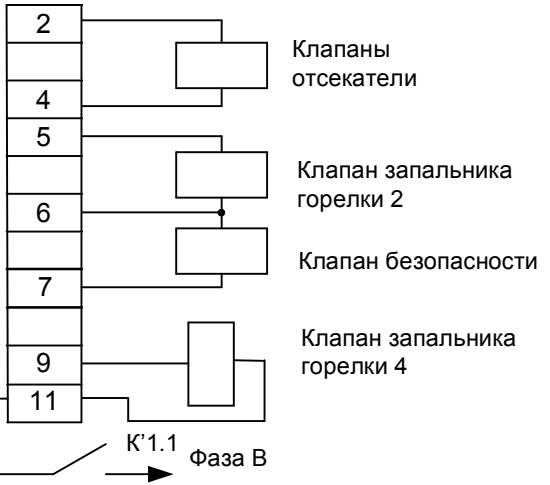 2
Клапаны
отсекатели
4
5
Клапан запальника
горелки 2
6
Клапан безопасности
7
Клапан запальника
горелки 4
9
11
К’1.1
Фаза В